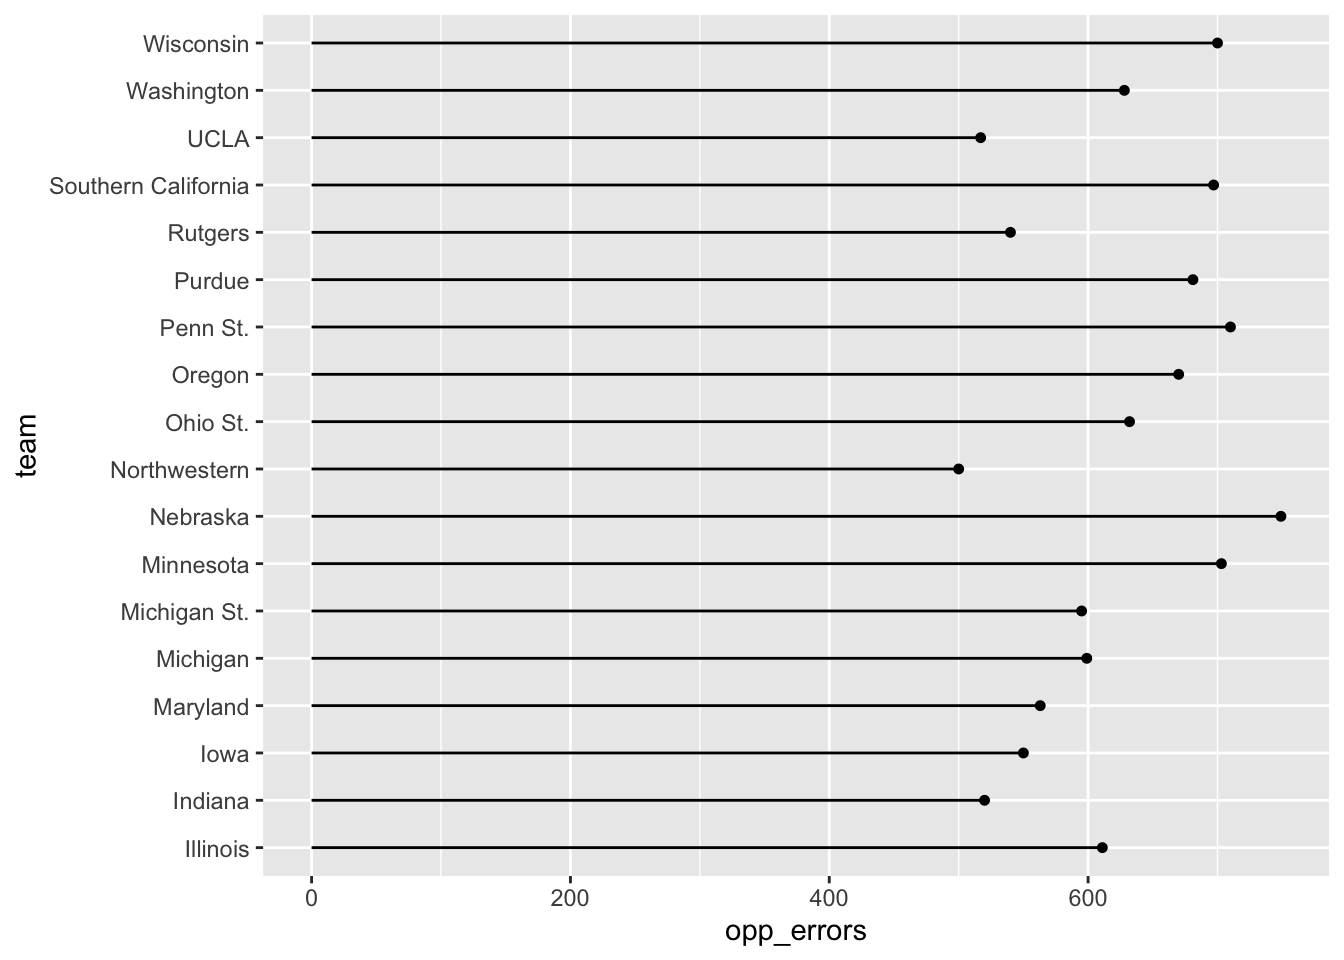 Wisconsin
Washington
UCLA
Southern California
Rutgers
Purdue
Penn St.
Oregon
Ohio St.
Northwestern
Nebraska
Minnesota
Michigan St.
Michigan
Maryland
Iowa
Indiana
Illinois
team
0 200 400 600
opp_errors